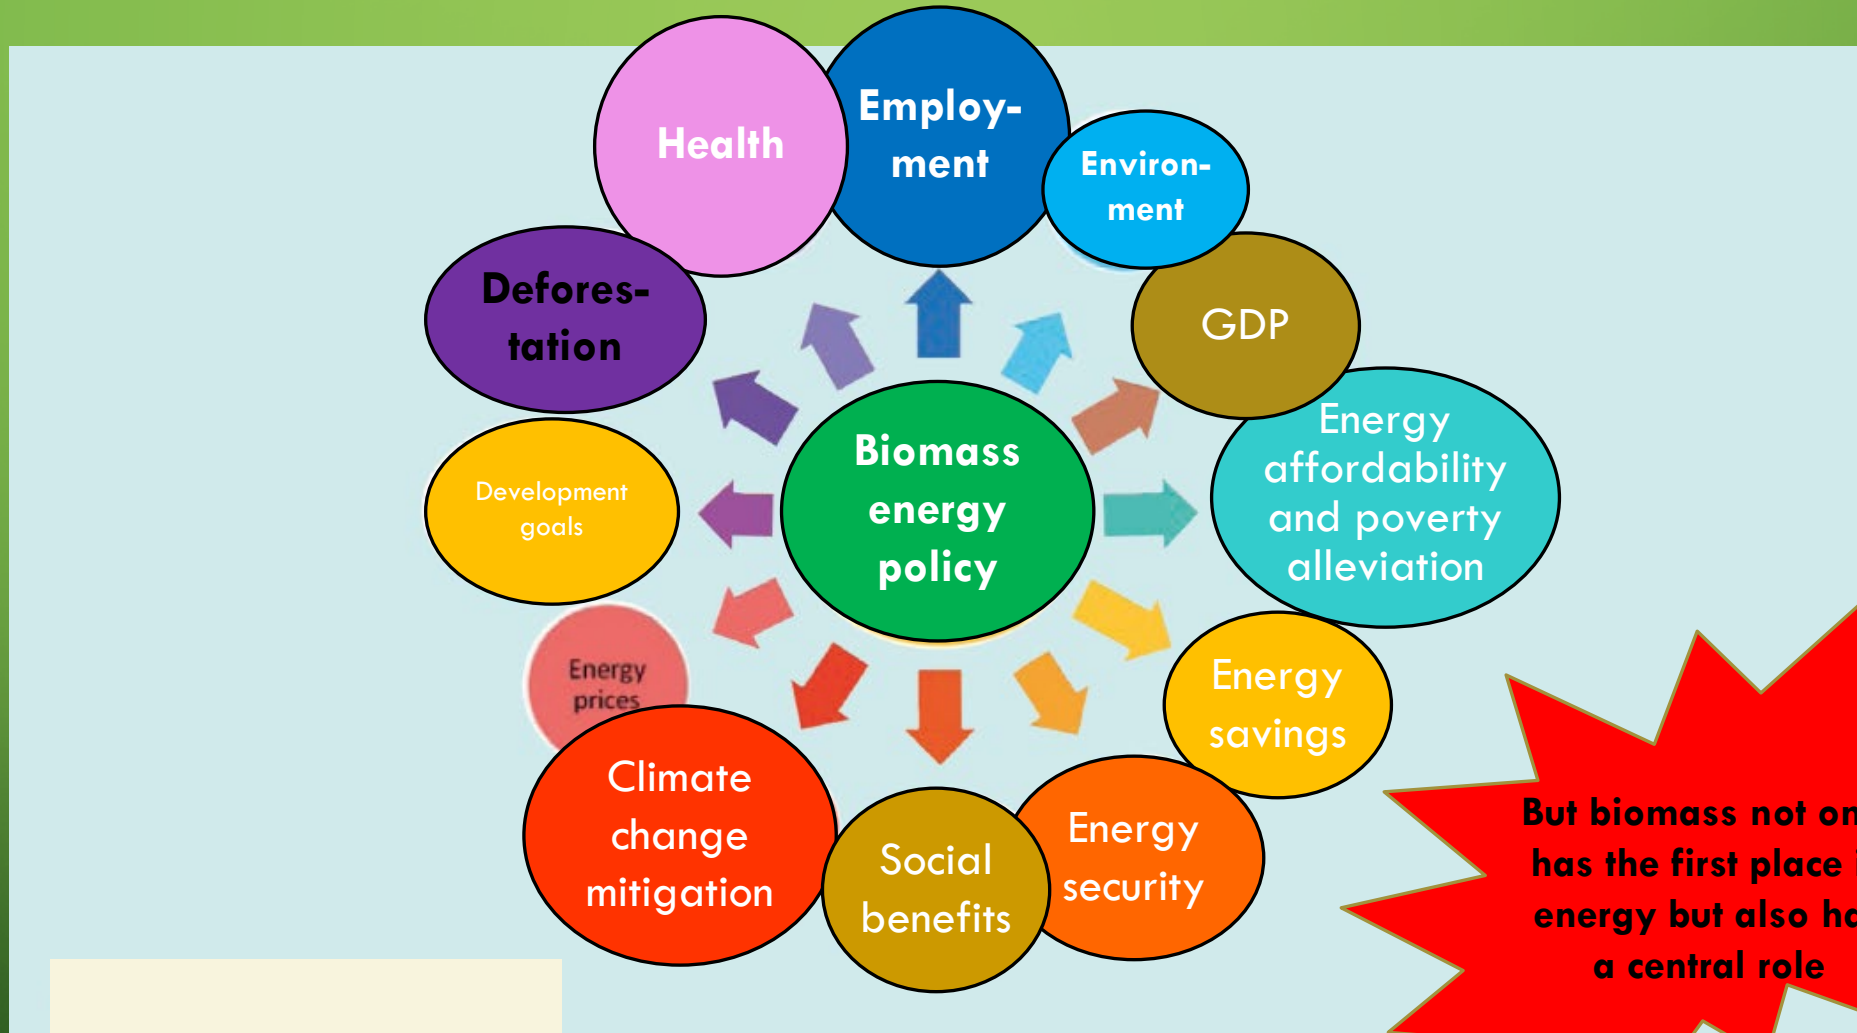 Health
Employ-
ment
Environ-
ment
Defores-
tation
GDP
Energy
affordability
and poverty
alleviation
Biomass
energy
policy
Development
goals
Energy
prices
Energy
savings
Climate
change
mitigation
Social
benefits
Energy
security
But biomass not
has the first place
energy but also
a central role